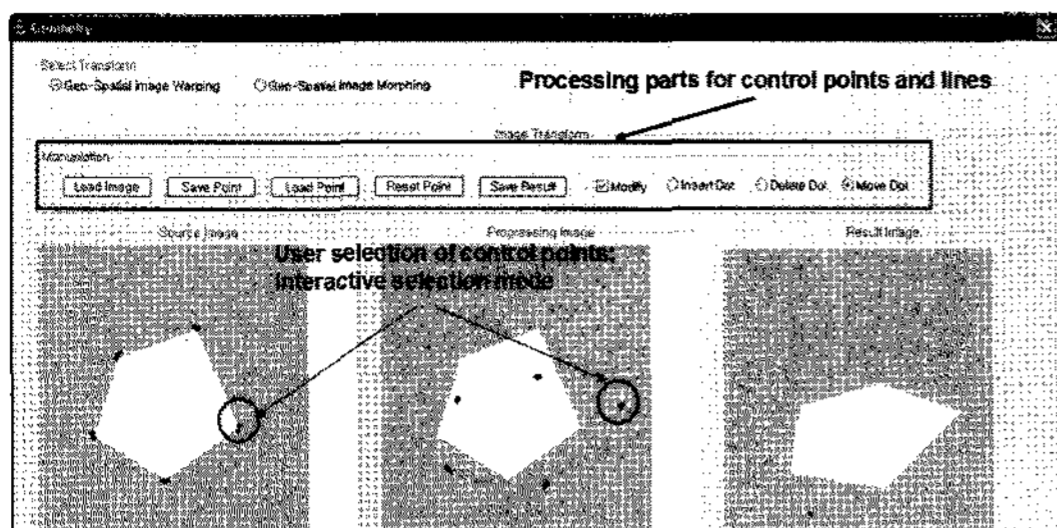 Geometry
Select Transform
Geo-Spatial Image Warping Geo-Spatial Image Morphing
Processing parts for control points and lines
Image Transform
Manipulation
Load Image Save Point Load Point Reset Point Save Result Modify Insert Dot Delete Dot Move Dot
Source Image Progressing Image Result Image
User selection of control points:
Interactive selection mode